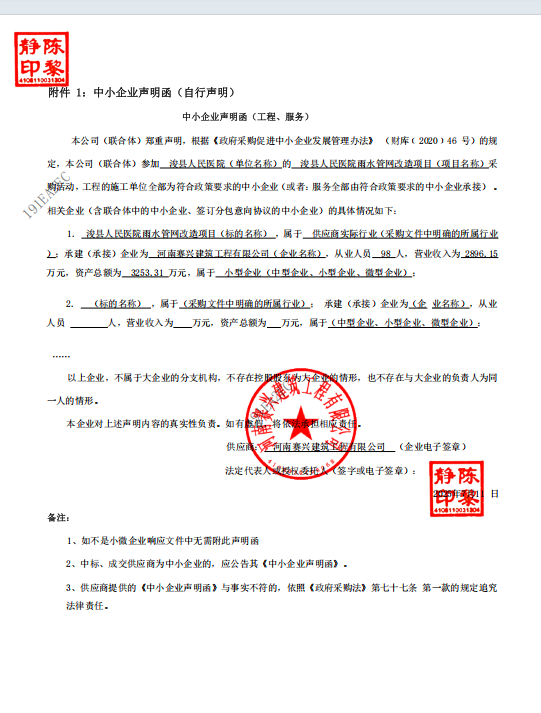 静陈
印黎
4108110031304
附件 1：中小企业声明函（自行声明）
中小企业声明函（工程、服务）
本公司（联合体）郑重声明，根据《政府采购促进中小企业发展管理办法》（财库﹝2020﹞46 号）的规
定，本公司（联合体）参加 浚县人民医院（单位名称）的 浚县人民医院雨水管网改造项目（项目名称）采
购活动，工程的施工单位全部为符合政策要求的中小企业（或者：服务全部由符合政策要求的中小企业承接）。
相关企业（含联合体中的中小企业、签订分包意向协议的中小企业）的具体情况如下：
1. 浚县人民医院雨水管网改造项目（标的名称） ，属于 供应商实际行业（采购文件中明确的所属行业
）；承建（承接）企业为 河南赛兴建筑工程有限公司（企业名称），从业人员 98 人，营业收入为 2896.15
万元，资产总额为 3253.31 万元，属于 小型企业（中型企业、小型企业、微型企业）；
2. （标的名称） ，属于（采购文件中明确的所属行业）； 承建（承接）企业为（企 业名称），从业
人员 ______人，营业收入为___万元，资产总额为 __万元，属于（中型企业、小型企业、微型企业）；
……
以上企业，不属于大企业的分支机构，不存在控股股东为大企业的情形，也不存在与大企业的负责人为同
一人的情形。
本企业对上述声明内容的真实性负责。如有虚假，将依法承担相应责任。
供应商： 河南赛兴建筑工程有限公司 （企业电子签章）
法定代表人或授权委托人（签字或电子签章）：
河南赛兴建筑工程有限公司
静陈
印黎
4108110031304
11 日
备注：
1、如不是小微企业响应文件中无需附此声明函
2、中标、成交供应商为中小企业的，应公告其《中小企业声明函》。
3、供应商提供的《中小企业声明函》与事实不符的，依照《政府采购法》第七十七条 第一款的规定追究
法律责任。